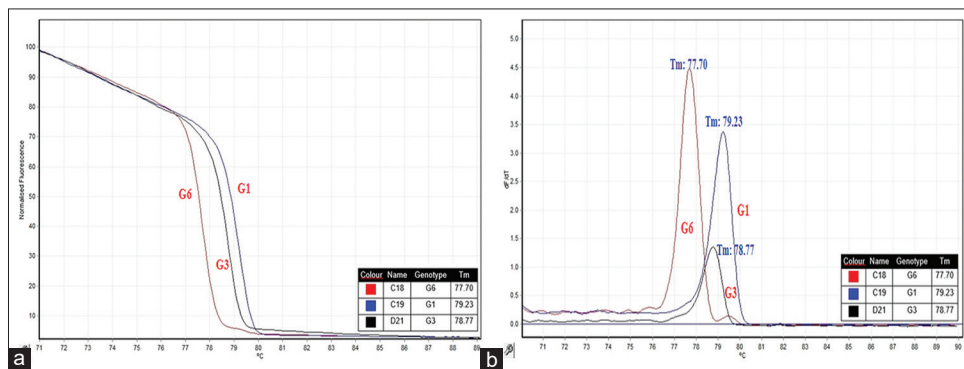 100
90
80
70
60
50
40
30
20
10
Normalised Fluorescence
G6
G1
G3
Colour Name Genotype Tm
C18 G6 77.70
C19 G1 79.23
D21 G3 78.77
71 72 73 74 75 76 77 78 79 80 81 82 83 84 85 86 87 88 89
°C
a
5.0
4.5
4.0
3.5
3.0
2.5
2.0
1.5
1.0
0.5
0.0
dF/dT
Tm: 77.70
Tm: 79.23
G1
G6
Tm: 78.77
G3
Colour Name Genotype Tm
C18 G6 77.70
C19 G1 79.23
D21 G3 78.77
71 72 73 74 75 76 77 78 79 80 81 82 83 84 85 86 87 88 89 90
°C
b